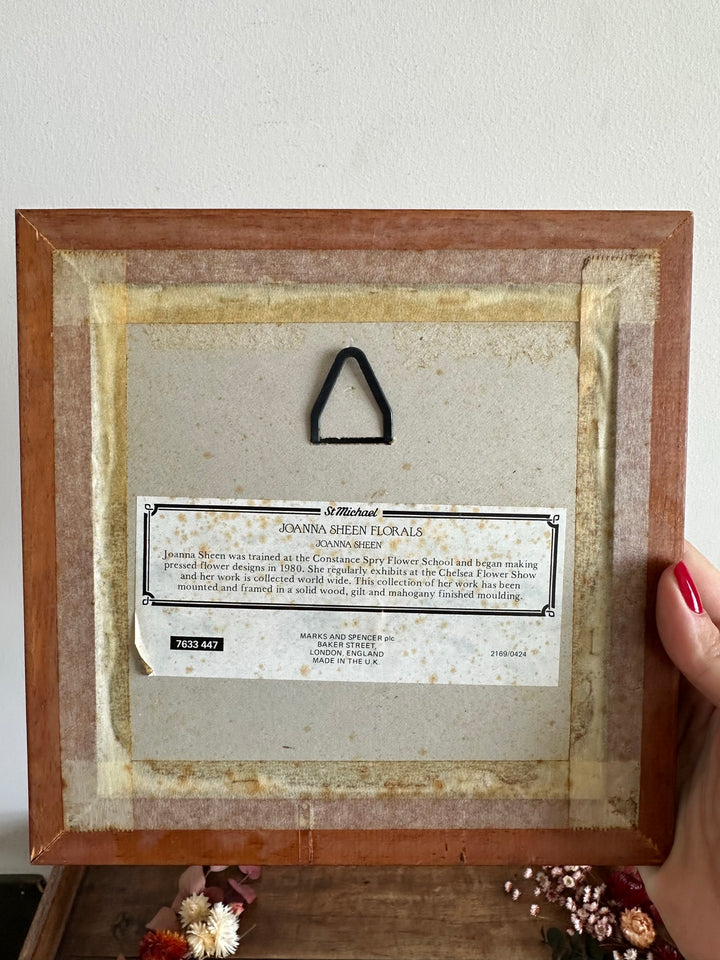 St Michael
JOANNA SHEEN FLORALS
JOANNA SHEEN
Joanna Sheen was trained at the Constance Spry Flower School and began making
pressed flower designs in 1980. She regularly exhibits at the Chelsea Flower Show
and her work is collected world wide. This collection of her work has been
mounted and framed in a solid wood, gilt and mahogany finished moulding.
7633 447
MARKS AND SPENCER plc
BAKER STREET,
LONDON, ENGLAND
MADE IN THE U.K.
2169/0424